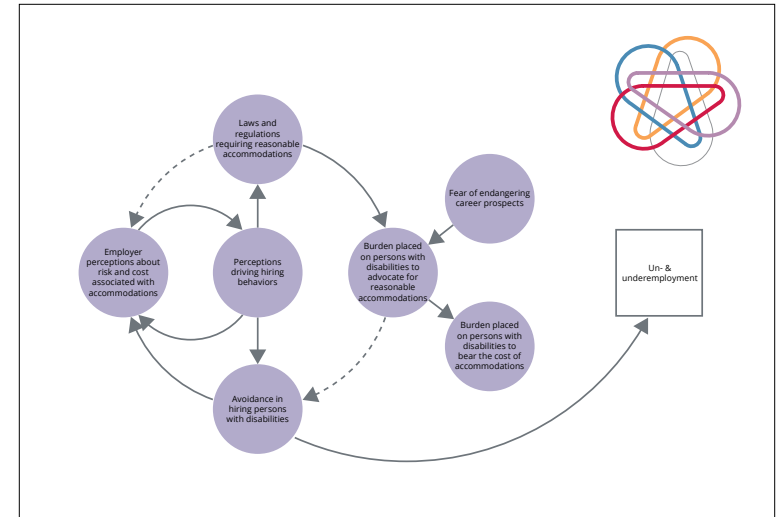 Laws and
regulations
requiring reasonable
accommodations
Fear of endangering
career prospects
Employer
perceptions about
risk and cost
associated with
accommodations
Perceptions
driving hiring
behaviors
Burden placed
on persons with
disabilities to
advocate for
reasonable
accommodations
Un- &
underemployment
Burden placed
on persons with
disabilities to
bear the cost of
accommodations
Avoidance in
hiring persons
with disabilities